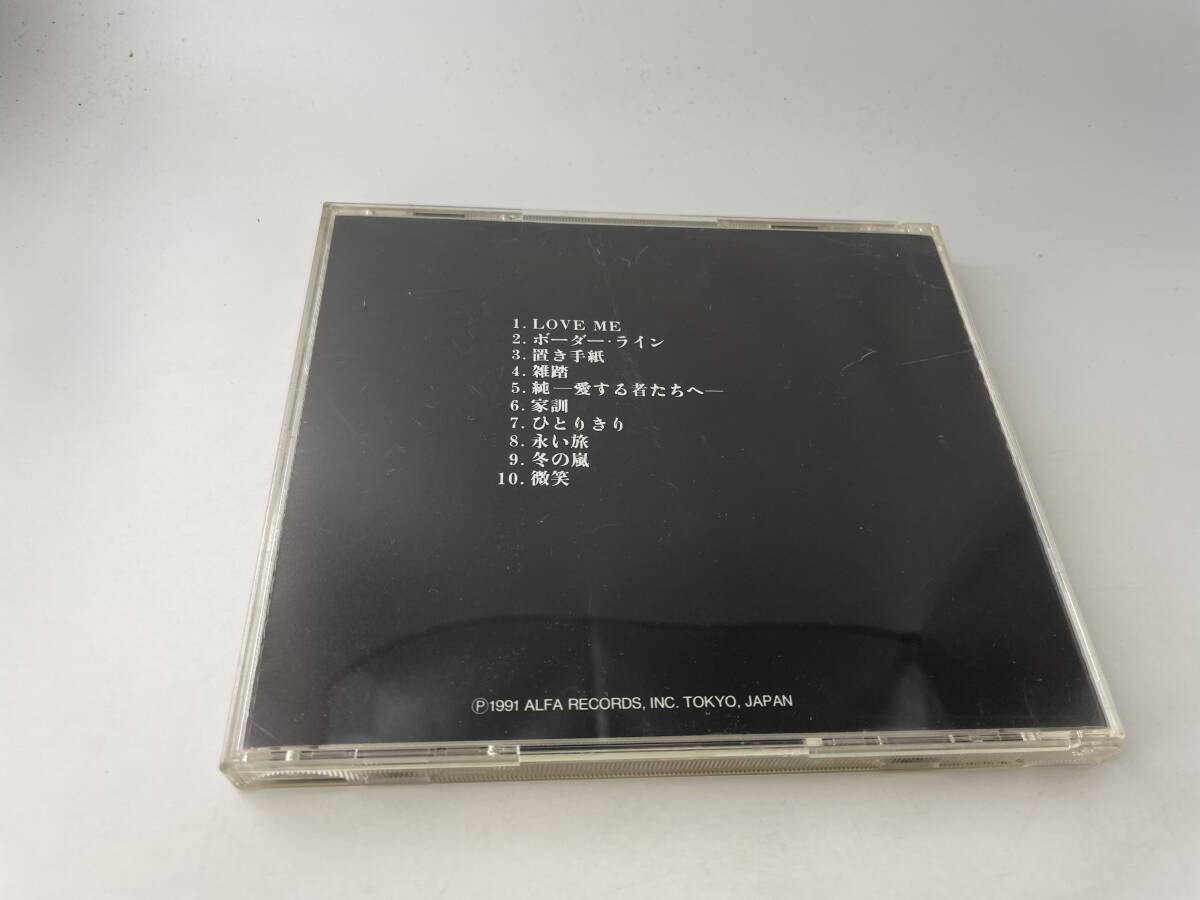 1. LOVE ME
2. ボーダー・ライン
3. 置き手紙
4. 雑踏
5. 純―愛する者たちへ―
6. 家訓
7. ひとりきり
8. 永い旅
9. 冬の嵐
10. 微笑
Ⓟ1991 ALFA RECORDS, INC. TOKYO, JAPAN